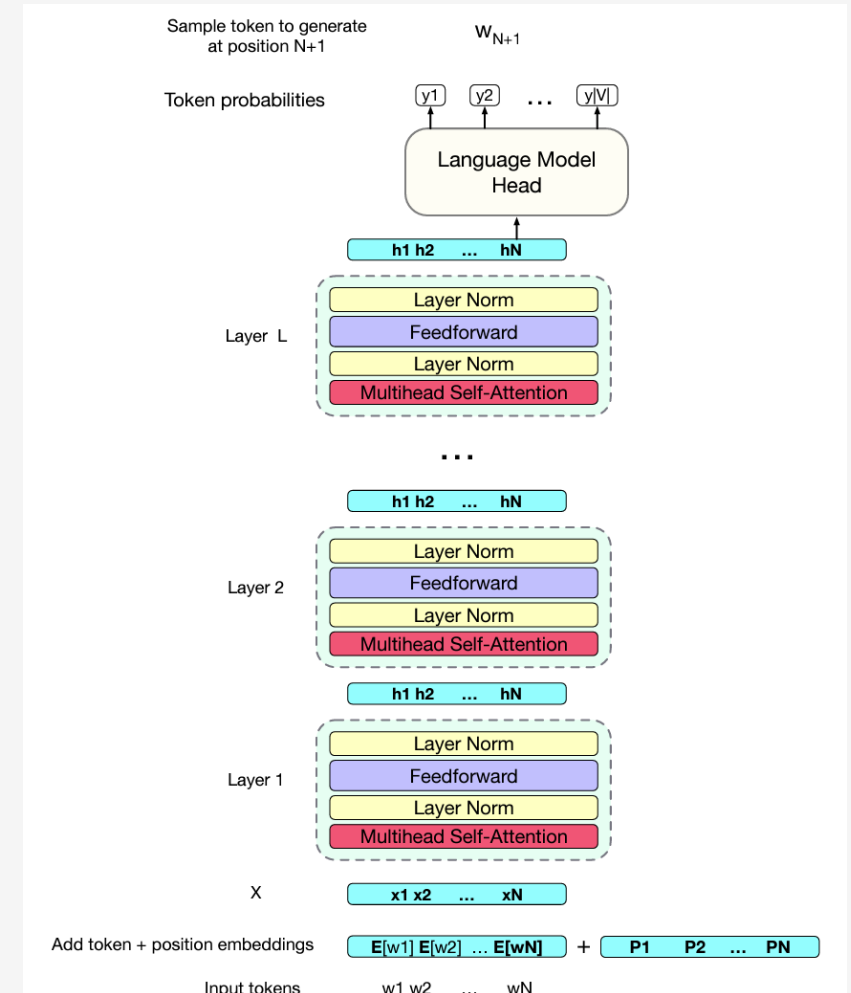 Sample token to generate
at position N+1
w N+1
Token probabilities
y1 y2 ... y|V|
Language Model
Head
h1 h2 ... hN
Layer L
Layer Norm
Feedforward
Layer Norm
Multihead Self-Attention
...
h1 h2 ... hN
Layer 2
Layer Norm
Feedforward
Layer Norm
Multihead Self-Attention
h1 h2 ... hN
Layer 1
Layer Norm
Feedforward
Layer Norm
Multihead Self-Attention
X
x1 x2 ... xN
Add token + position embeddings
E[w1] E[w2] ... E[wN] + P1 P2 ... PN
Input tokens
w1 w2 ... wN